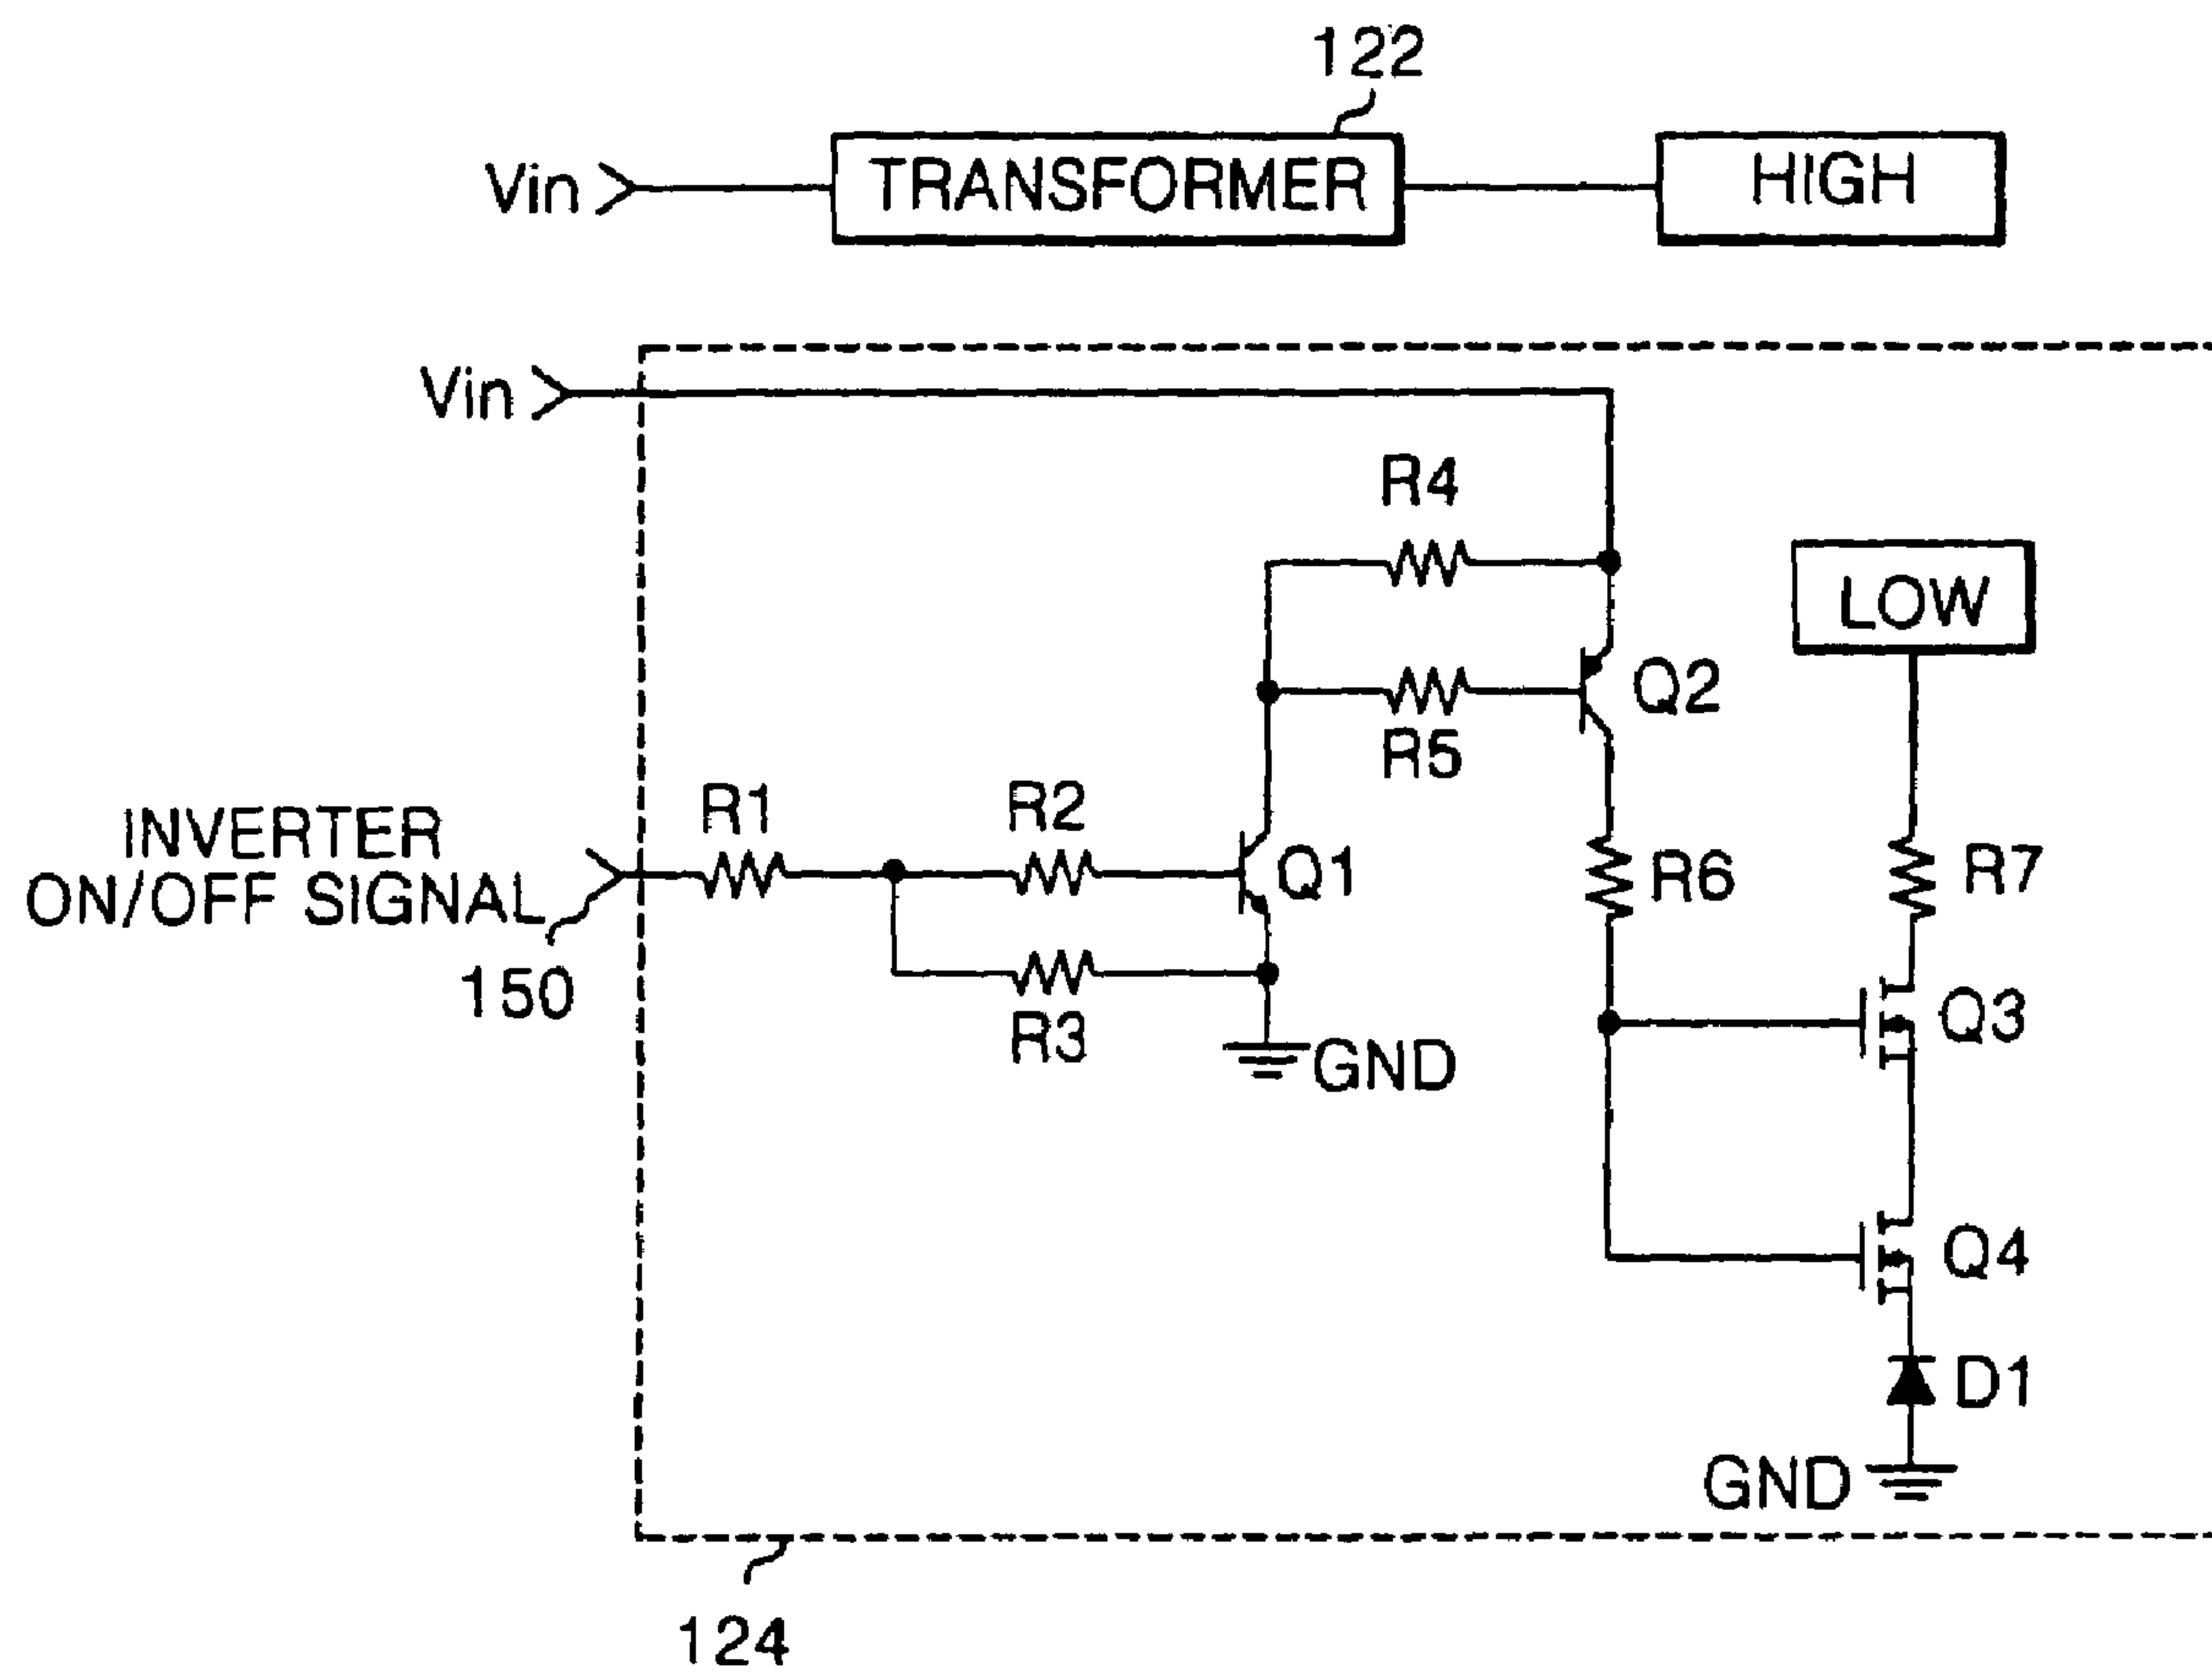 122
Vin
TRANSFORMER
HIGH
Vin
R4
LOW
Q2
R5
INVERTER
ON/OFF SIGNAL
R1
R2
Q1
R6
R7
150
R3
GND
Q3
Q4
D1
GND
124